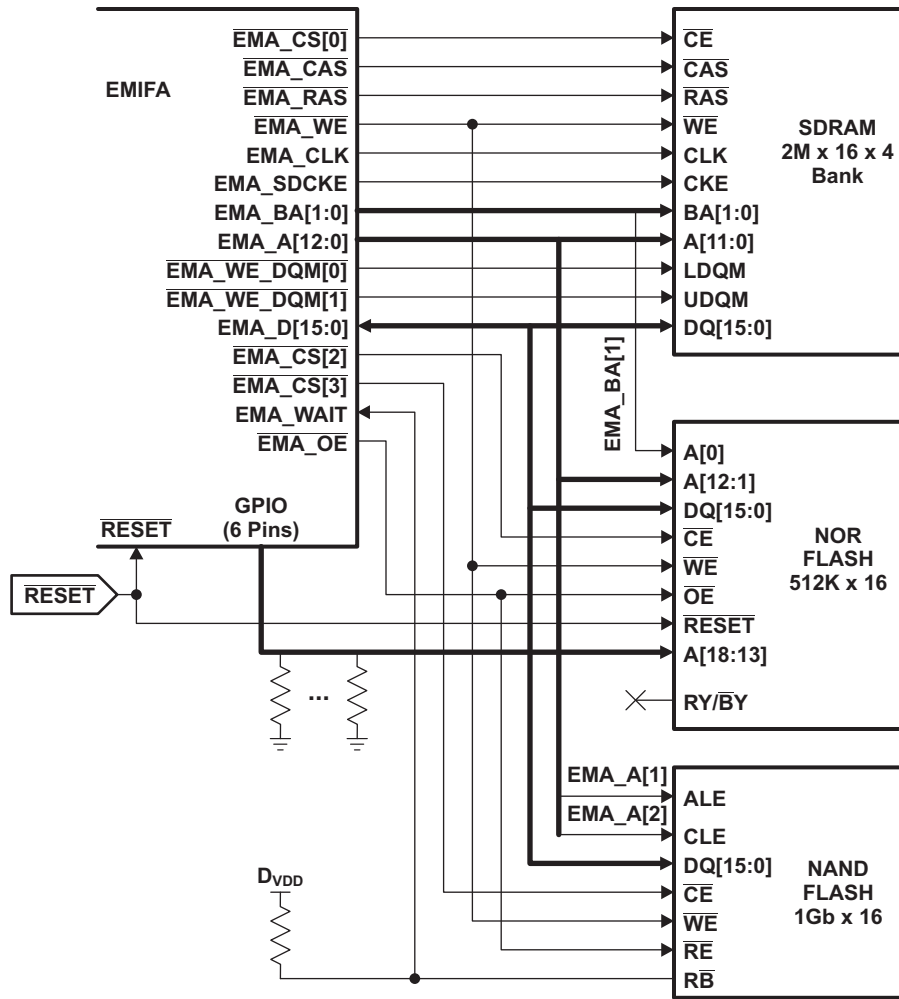 EMIFA
EMA_CS[0]
EMA_CAS
EMA_RAS
EMA_WE
EMA_CLK
EMA_SDCKE
EMA_BA[1:0]
EMA_A[12:0]
EMA_WE_DQM[0]
EMA_WE_DQM[1]
EMA_D[15:0]
EMA_CS[2]
EMA_CS[3]
EMA_WAIT
EMA_OE
GPIO
(6 Pins)
RESET
RESET
CE
CAS
RAS
WE
CLK
CKE
BA[1:0]
A[11:0]
LDQM
UDQM
DQ[15:0]
SDRAM
2M x 16 x 4
Bank
EMA_BA[1]
A[0]
A[12:1]
DQ[15:0]
CE
WE
OE
RESET
A[18:13]
RY/BY
NOR
FLASH
512K x 16
...
EMA_A[1]
EMA_A[2]
ALE
CLE
DQ[15:0]
CE
WE
RE
RB
NAND
FLASH
1Gb x 16
DVDD